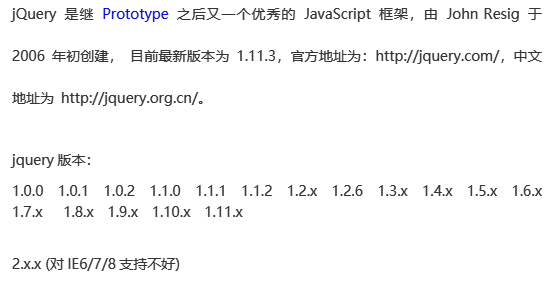 jQuery 是继 Prototype 之后又一个优秀的 JavaScript 框架，由 John Resig 于
2006 年初创建， 目前最新版本为 1.11.3，官方地址为：http://jquery.com/，中文
地址为 http://jquery.org.cn/。
jquery 版本：
1.0.0 1.0.1 1.0.2 1.1.0 1.1.1 1.1.2 1.2.x 1.2.6 1.3.x 1.4.x 1.5.x 1.6.x
1.7.x 1.8.x 1.9.x 1.10.x 1.11.x
2.x.x (对 IE6/7/8 支持不好)